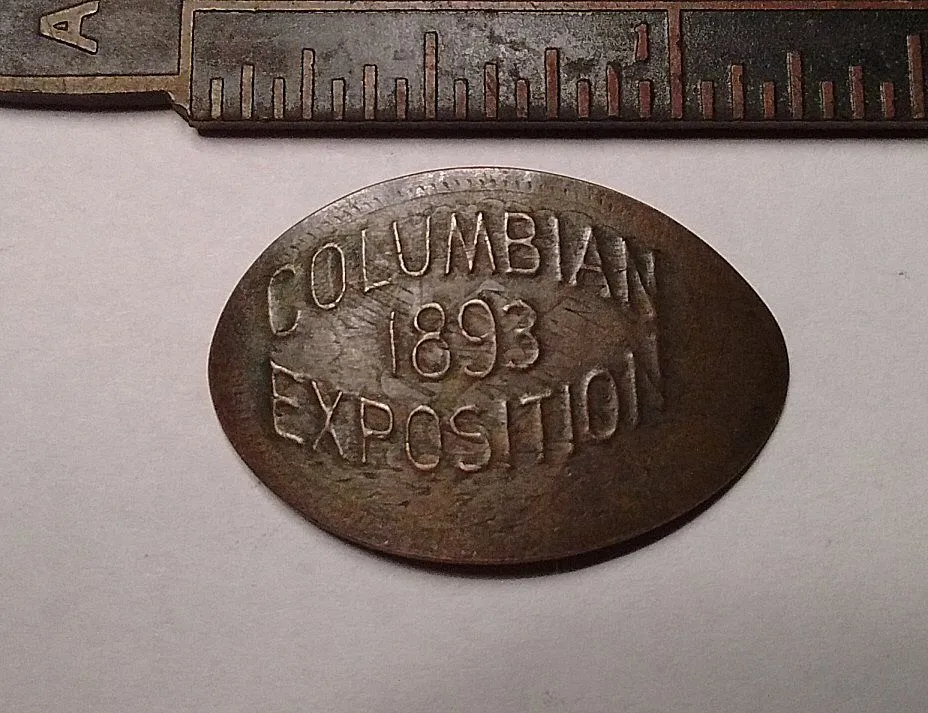 A
1
COLUMBIAN
1893
EXPOSITION